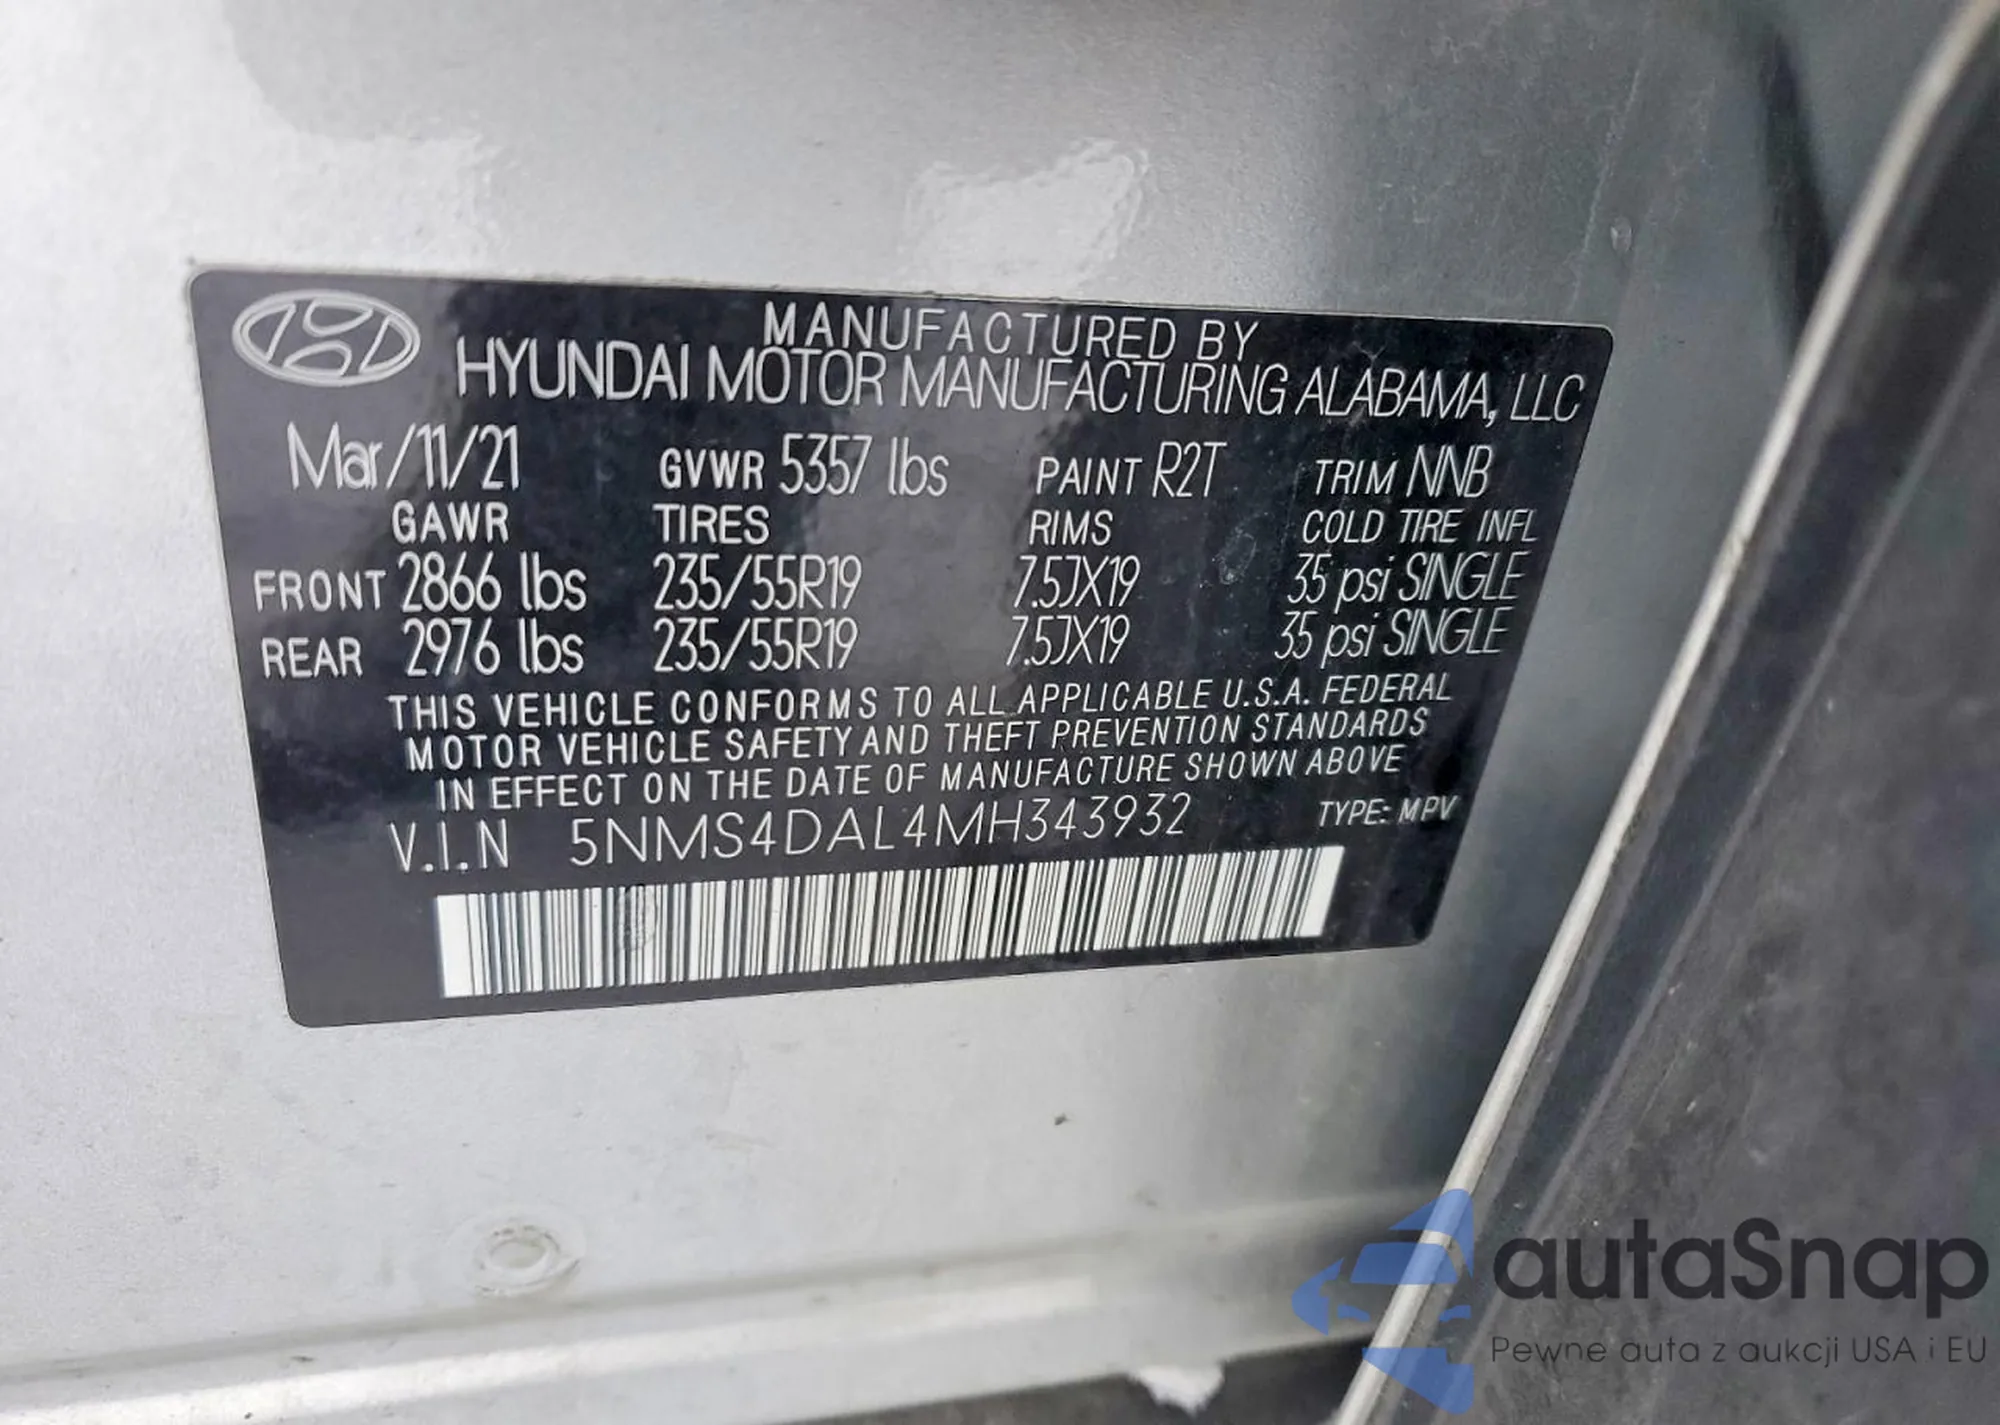 MANUFACTURED BY
HYUNDAI MOTOR MANUFACTURING ALABAMA, LLC
Mar/11/21 GVWR 5357 lbs PAINT R2T TRIM NNB
GAWR TIRES RIMS COLD TIRE INFL
FRONT 2866 lbs 235/55R19 7.5JX19 35 psi SINGLE
REAR 2976 lbs 235/55R19 7.5JX19 35 psi SINGLE
THIS VEHICLE CONFORMS TO ALL APPLICABLE U.S.A. FEDERAL
MOTOR VEHICLE SAFETY AND THEFT PREVENTION STANDARDS
IN EFFECT ON THE DATE OF MANUFACTURE SHOWN ABOVE
V.I.N 5NMS4DAL4MH343932 TYPE: MPV
autaSnap
Pewne auta z aukcji USA i EU